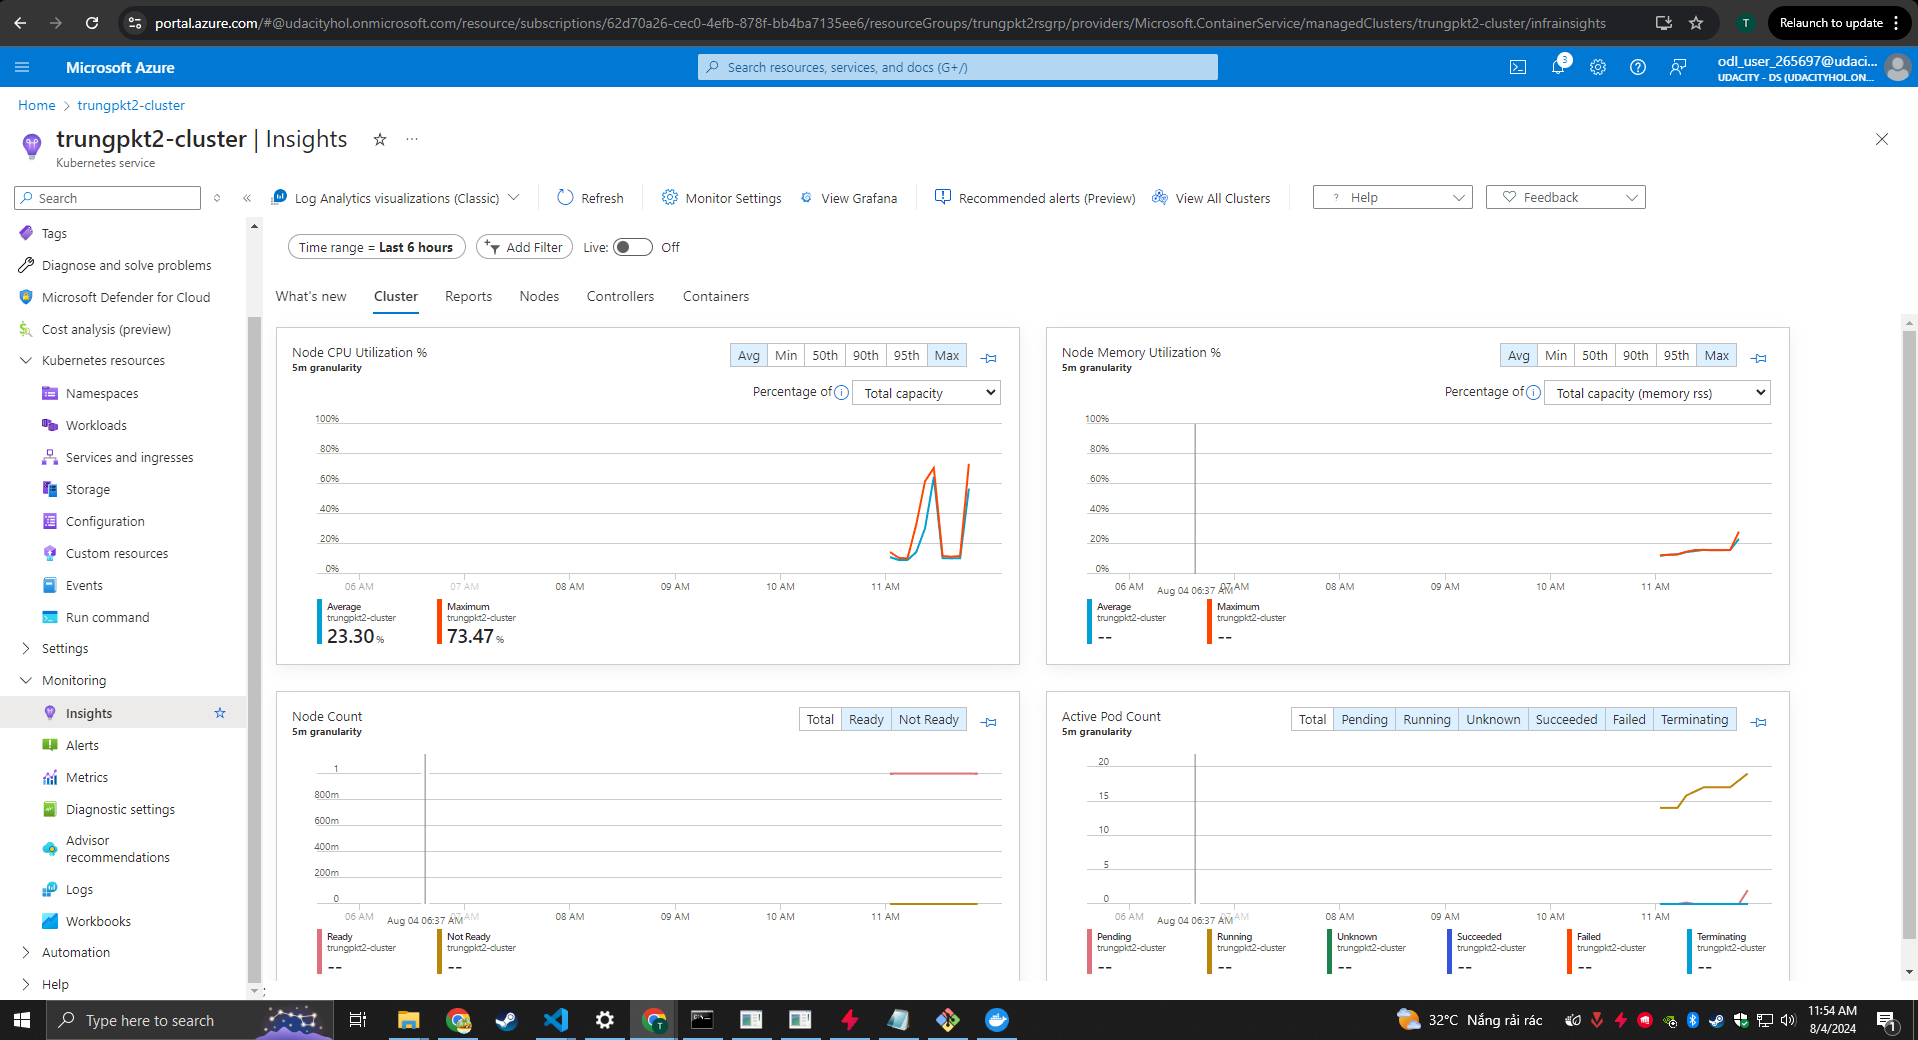 portal.azure.com/#@udacityhol.onmicrosoft.com/resource/subscriptions/62d70a26-cec0-4efb-878f-bb4ba7135ee6/resourceGroups/trungpkt2rsgrp/providers/Microsoft.ContainerService/managedClusters/trungpkt2-cluster/infrainsights
T
Relaunch to update
Microsoft Azure
Search resources, services, and docs (G+/)
3
odl_user_265697@udaci...
UDACITY - DS (UDACITYHOL.ON...
Home > trungpkt2-cluster
trungpkt2-cluster | Insights
Kubernetes service
Search
Log Analytics visualizations (Classic)
Refresh
Monitor Settings
View Grafana
Recommended alerts (Preview)
View All Clusters
? Help
Feedback
Tags
Diagnose and solve problems
Microsoft Defender for Cloud
Cost analysis (preview)
Kubernetes resources
Namespaces
Workloads
Services and ingresses
Storage
Configuration
Custom resources
Events
Run command
Settings
Monitoring
Insights
Alerts
Metrics
Diagnostic settings
Advisor
recommendations
Logs
Workbooks
Automation
Help
Time range = Last 6 hours
Add Filter
Live:
Off
What's new
Cluster
Reports
Nodes
Controllers
Containers
Node CPU Utilization %
5m granularity
Avg Min 50th 90th 95th Max
Percentage of Total capacity
100%
80%
60%
40%
20%
0%
06 AM 07 AM 08 AM 09 AM 10 AM 11 AM
Average
trungpkt2-cluster
23.30 %
Maximum
trungpkt2-cluster
73.47 %
Node Memory Utilization %
5m granularity
Avg Min 50th 90th 95th Max
Percentage of Total capacity (memory rss)
100%
80%
60%
40%
20%
0%
06 AM 07 AM 08 AM 09 AM 10 AM 11 AM
Aug 04 06:37 AM
Average
trungpkt2-cluster
--
Maximum
trungpkt2-cluster
--
Node Count
5m granularity
Total Ready Not Ready
1
800m
600m
400m
200m
0
06 AM 07 AM 08 AM 09 AM 10 AM 11 AM
Aug 04 06:37 AM
Ready
trungpkt2-cluster
--
Not Ready
trungpkt2-cluster
--
Active Pod Count
5m granularity
Total Pending Running Unknown Succeeded Failed Terminating
20
15
10
5
0
06 AM 07 AM 08 AM 09 AM 10 AM 11 AM
Aug 04 06:37 AM
Pending
trungpkt2-cluster
--
Running
trungpkt2-cluster
--
Unknown
trungpkt2-cluster
--
Succeeded
trungpkt2-cluster
--
Failed
trungpkt2-cluster
--
Terminating
trungpkt2-cluster
--
Type here to search
T
32°C Nắng rải rác
11:54 AM
8/4/2024
1